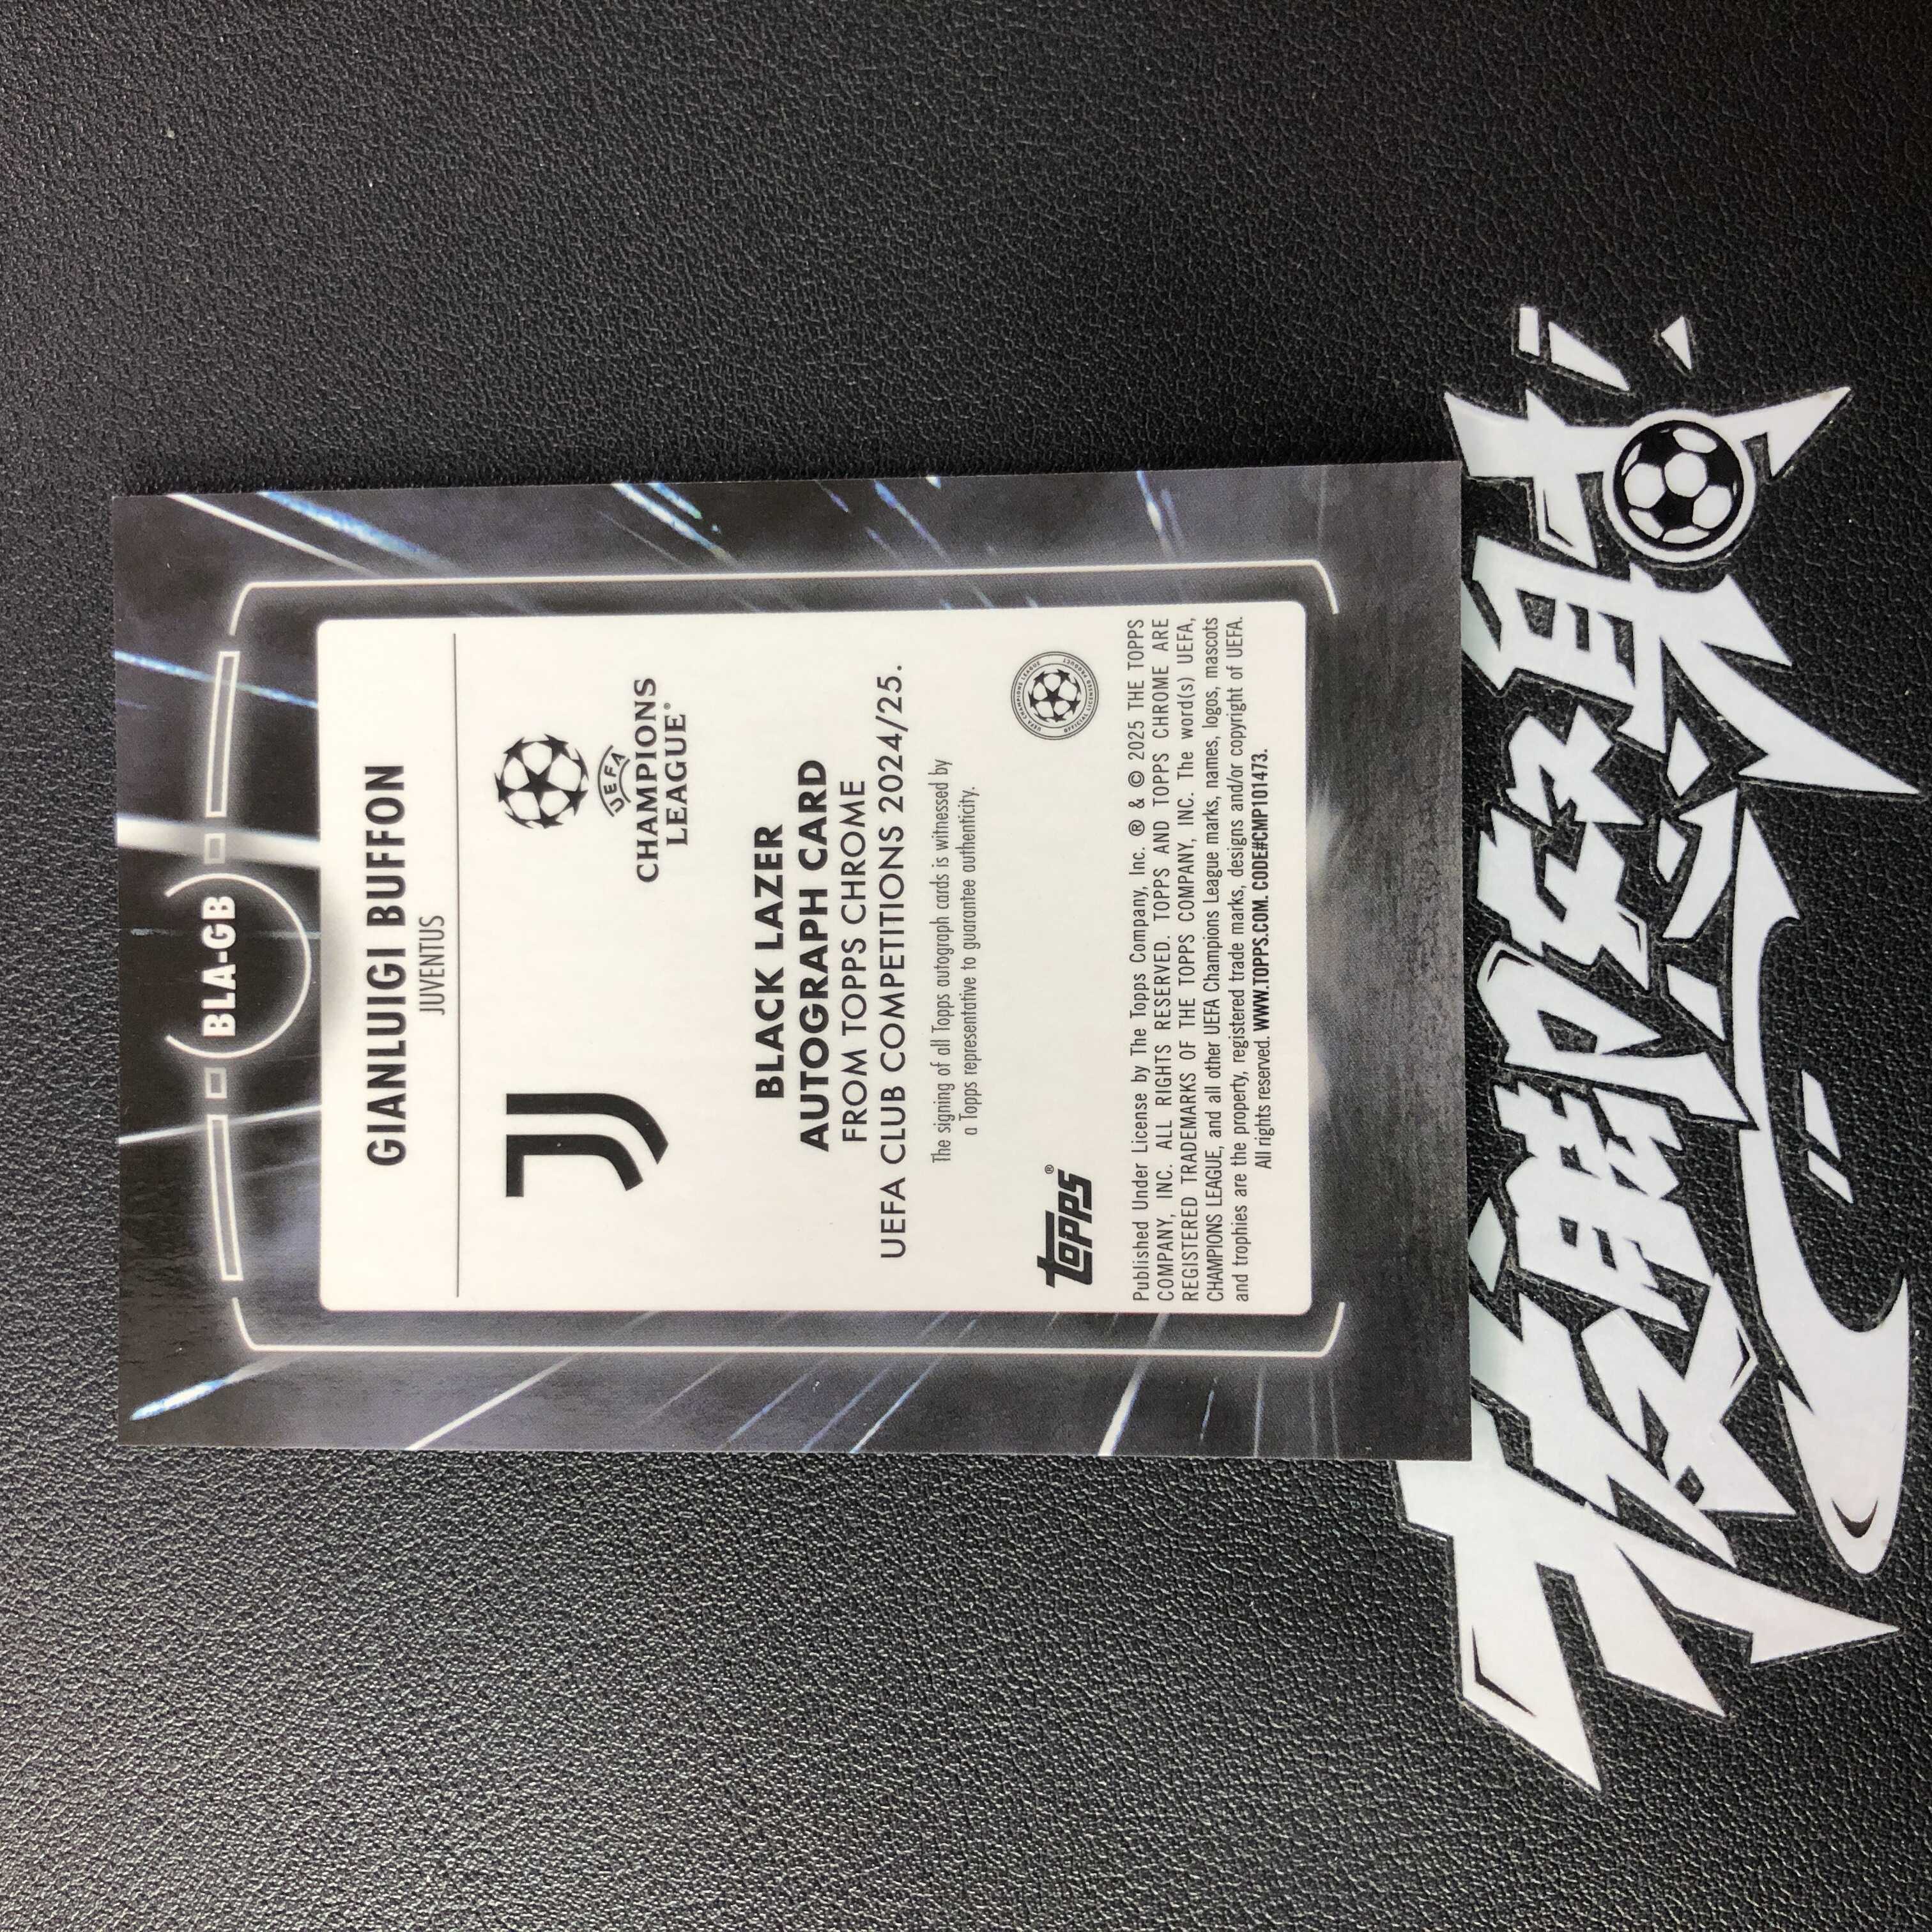 BLA-GB
GIANLUIGI BUFFON
JUVENTUS
UEFA
CHAMPIONS
LEAGUE®
BLACK LAZER
AUTOGRAPH CARD
FROM TOPPS CHROME
UEFA CLUB COMPETITIONS 2024/25.
The signing of all Topps autograph cards is witnessed by
a Topps representative to guarantee authenticity.
topps®
Published Under License by The Topps Company, Inc. ® & © 2025 THE TOPPS
COMPANY, INC. ALL RIGHTS RESERVED. TOPPS AND TOPPS CHROME ARE
REGISTERED TRADEMARKS OF THE TOPPS COMPANY, INC. The word(s) UEFA,
CHAMPIONS LEAGUE, and all other UEFA Champions League marks, names, logos, mascots
and trophies are the property, registered trade marks, designs and/or copyright of UEFA.
All rights reserved. WWW.TOPPS.COM. CODE#CMP101473.